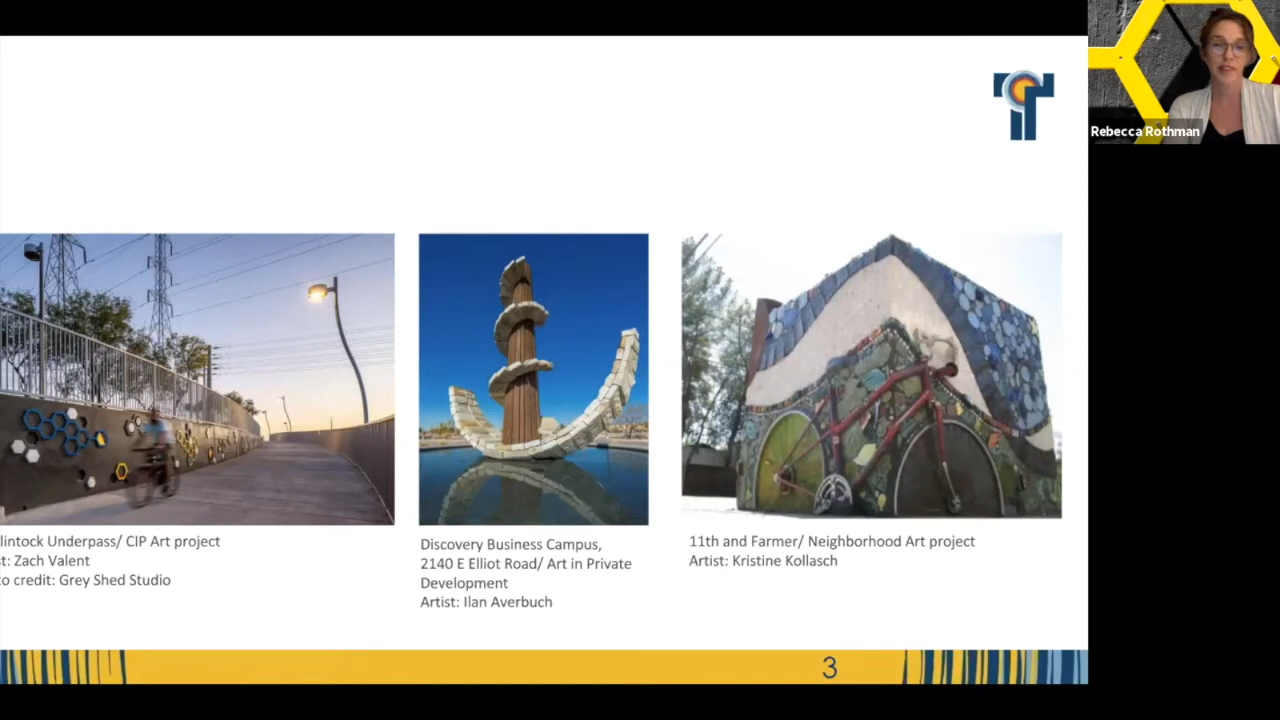 Rebecca Rothman
lintock Underpass/ CIP Art project
st: Zach Valent
to credit: Grey Shed Studio
Discovery Business Campus,
2140 E Elliot Road/ Art in Private
Development
Artist: Ilan Averbuch
11th and Farmer/ Neighborhood Art project
Artist: Kristine Kollasch
3